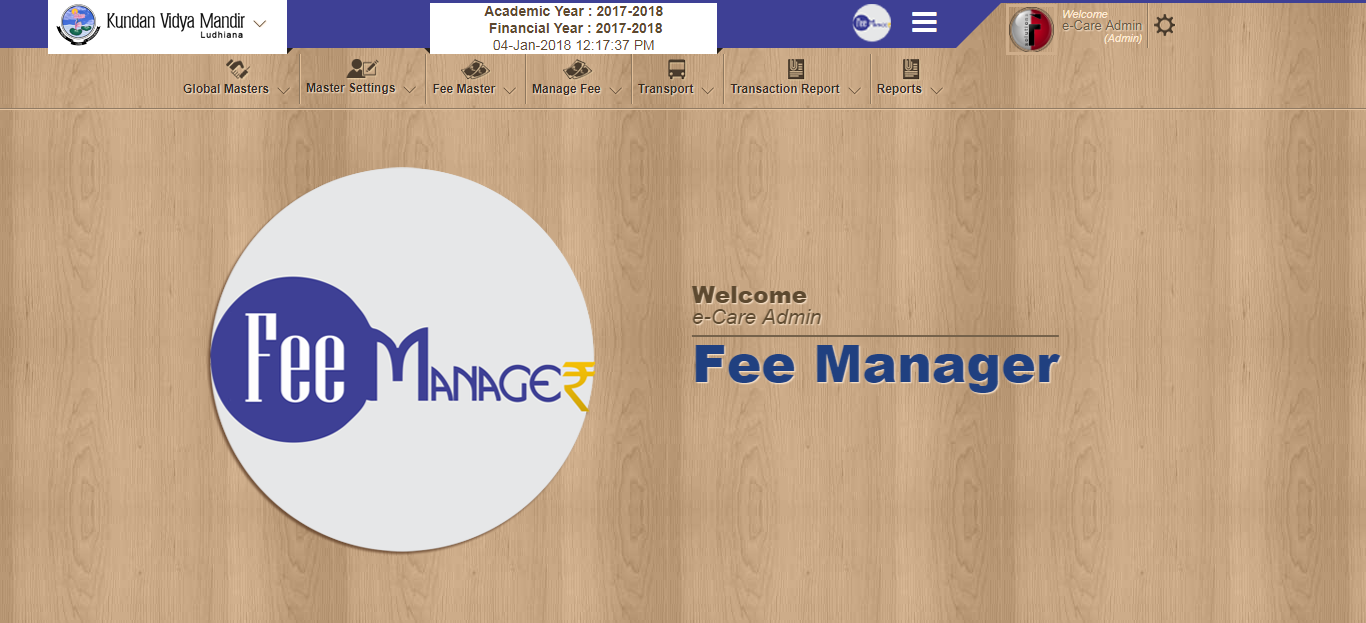 Kundan Vidya Mandir
Ludhiana
Academic Year : 2017-2018
Financial Year : 2017-2018
04-Jan-2018 12:17:37 PM
Fee Manager
Welcome
e-Care Admin
(Admin)
Global Masters
Master Settings
Fee Master
Manage Fee
Transport
Transaction Report
Reports
Fee Manager₹
Welcome
e-Care Admin
Fee Manager